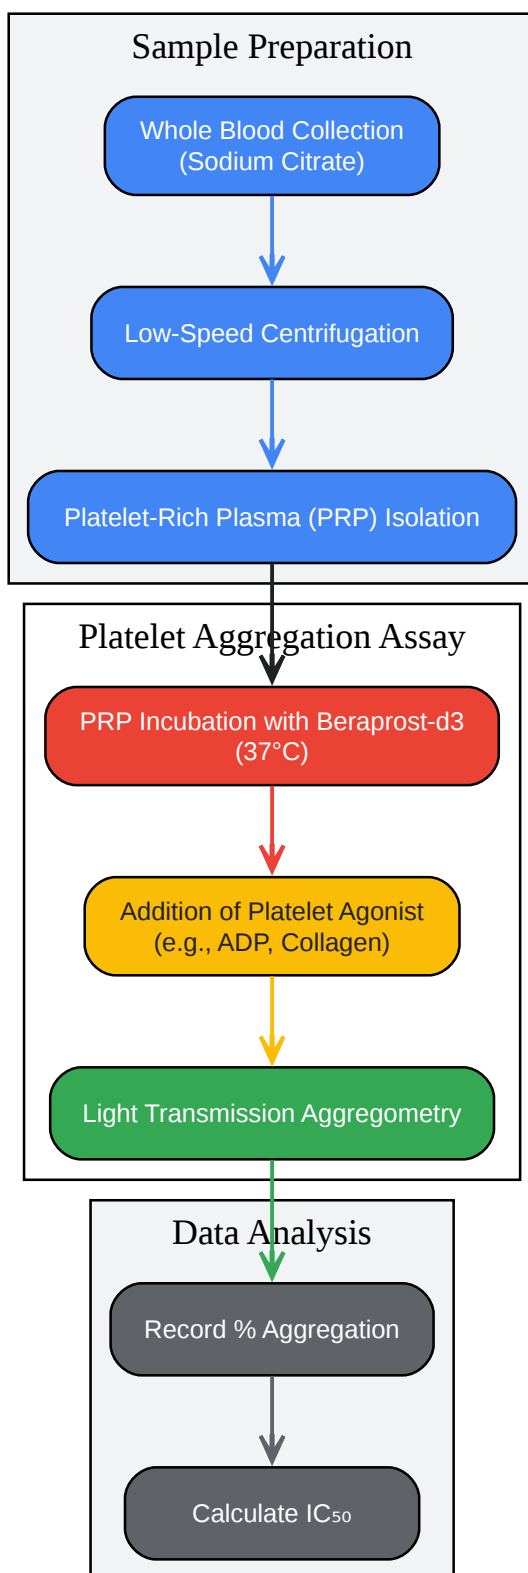 Sample Preparation
Whole Blood Collection
(Sodium Citrate)
Low-Speed Centrifugation
Platelet-Rich Plasma (PRP) Isolation
Platelet Aggregation Assay
PRP Incubation with Beraprost-d3
(37°C)
Addition of Platelet Agonist
(e.g., ADP, Collagen)
Light Transmission Aggregometry
Data Analysis
Record % Aggregation
Calculate IC₅₀